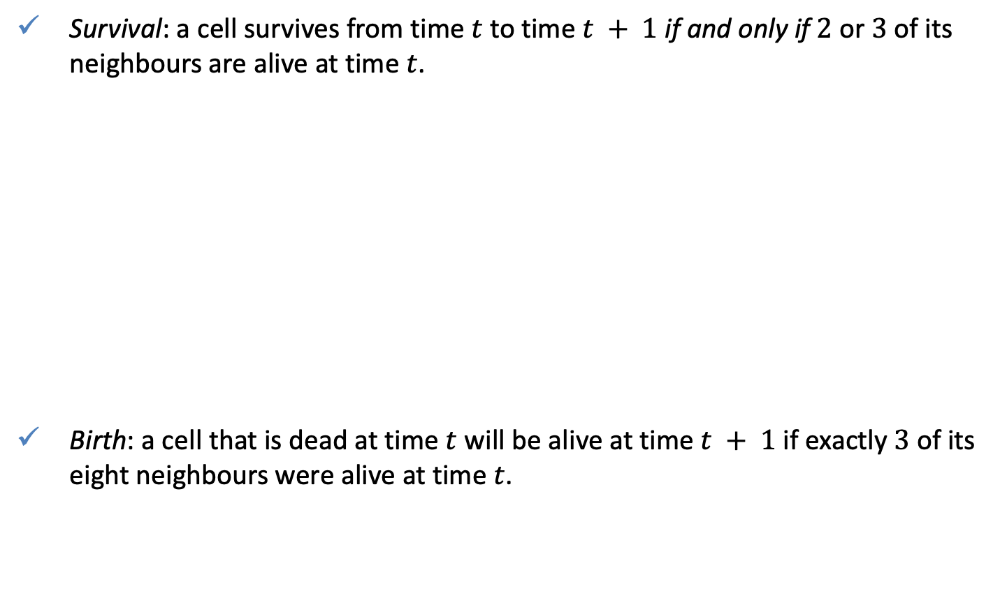 ✓ Survival: a cell survives from time t to time t + 1 if and only if 2 or 3 of its
neighbours are alive at time t.
✓ Birth: a cell that is dead at time t will be alive at time t + 1 if exactly 3 of its
eight neighbours were alive at time t.